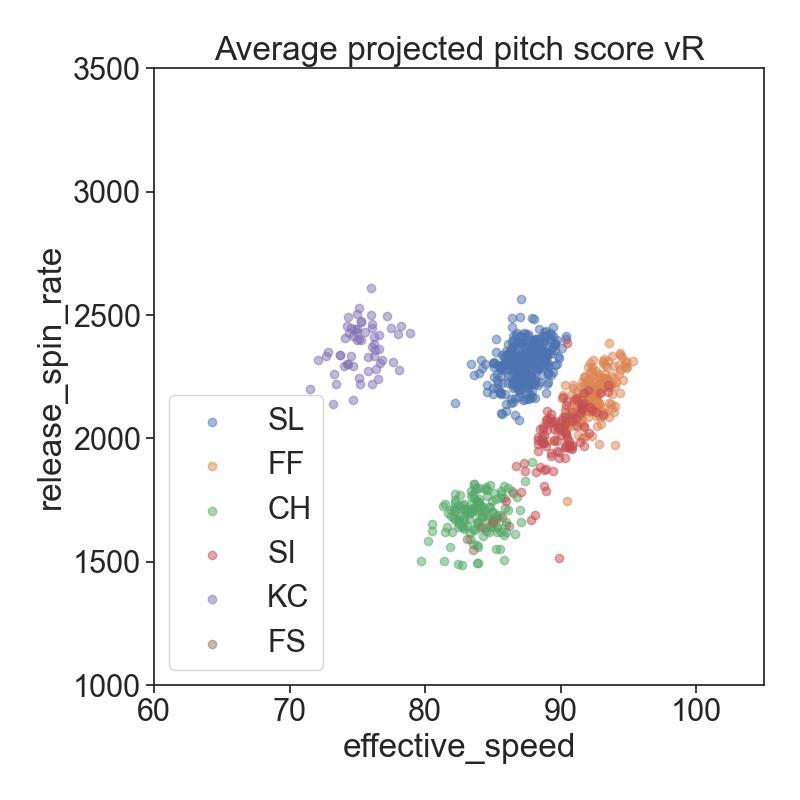 Average projected pitch score vR
3500
3000
2500
2000
1500
1000
release_spin_rate
SL
FF
CH
SI
KC
FS
60
70
80
90
100
effective_speed